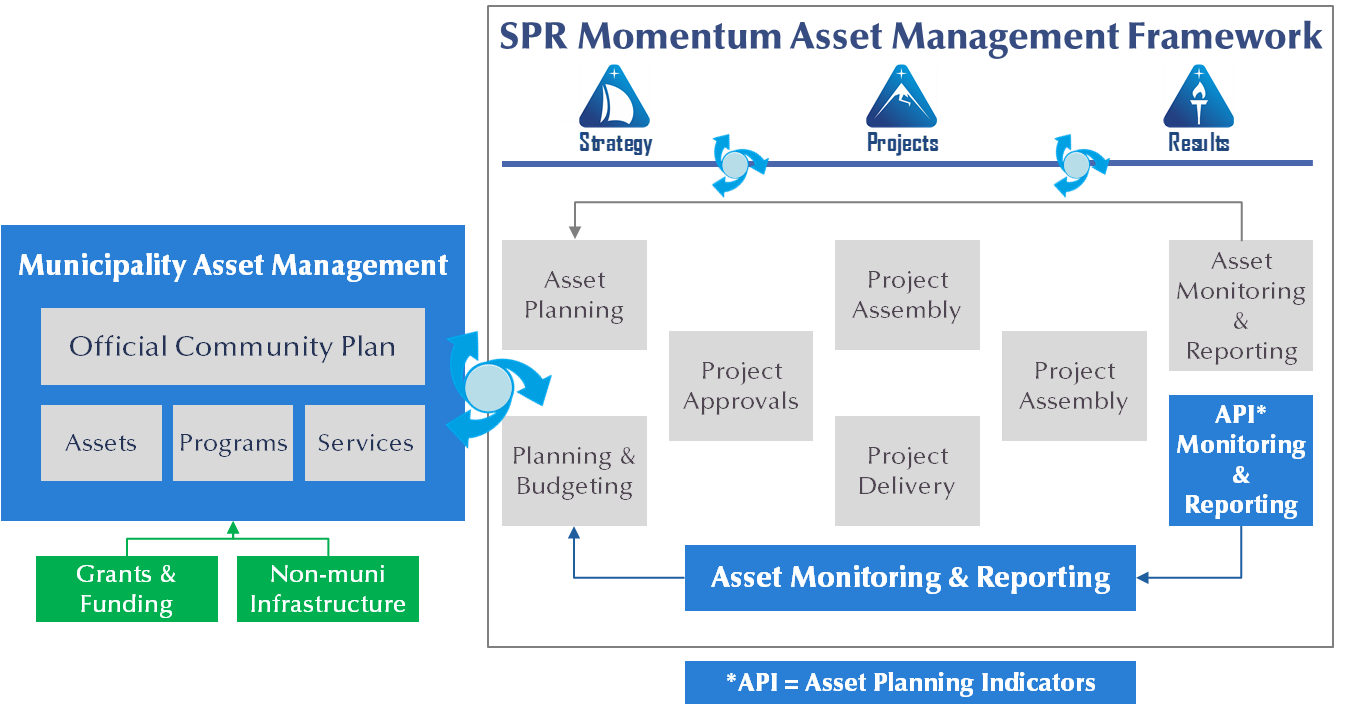 SPR Momentum Asset Management Framework
Strategy
Projects
Results
Municipality Asset Management
Official Community Plan
Assets
Programs
Services
Grants &
Funding
Non-muni
Infrastructure
Asset
Planning
Planning &
Budgeting
Project
Approvals
Project
Assembly
Project
Delivery
Project
Assembly
Asset
Monitoring
&
Reporting
API*
Monitoring
&
Reporting
Asset Monitoring & Reporting
*API = Asset Planning Indicators